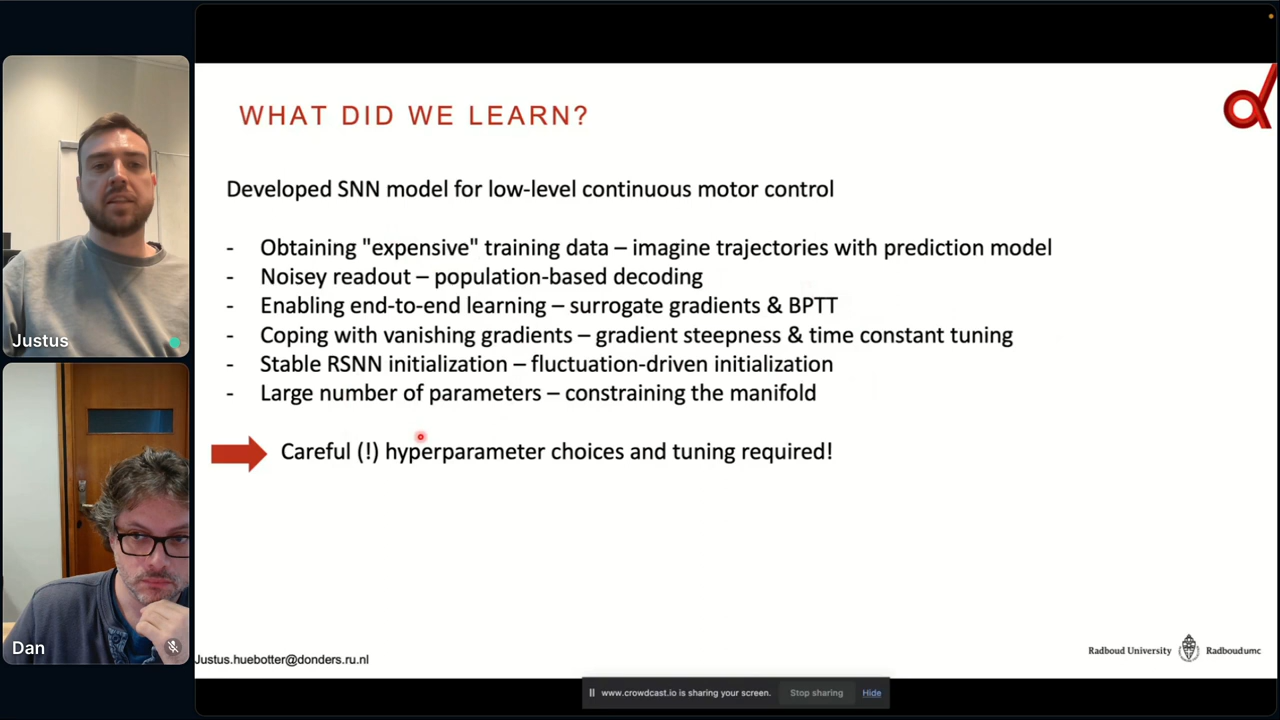 WHAT DID WE LEARN?
Developed SNN model for low-level continuous motor control
- Obtaining "expensive" training data – imagine trajectories with prediction model
- Noisey readout – population-based decoding
- Enabling end-to-end learning – surrogate gradients & BPTT
- Coping with vanishing gradients – gradient steepness & time constant tuning
- Stable RSNN initialization – fluctuation-driven initialization
- Large number of parameters – constraining the manifold
Careful (!) hyperparameter choices and tuning required!
Justus
Dan
Justus.huebotter@donders.ru.nl
Radboud University Radboudumc
www.crowdcast.io is sharing your screen. Stop sharing Hide